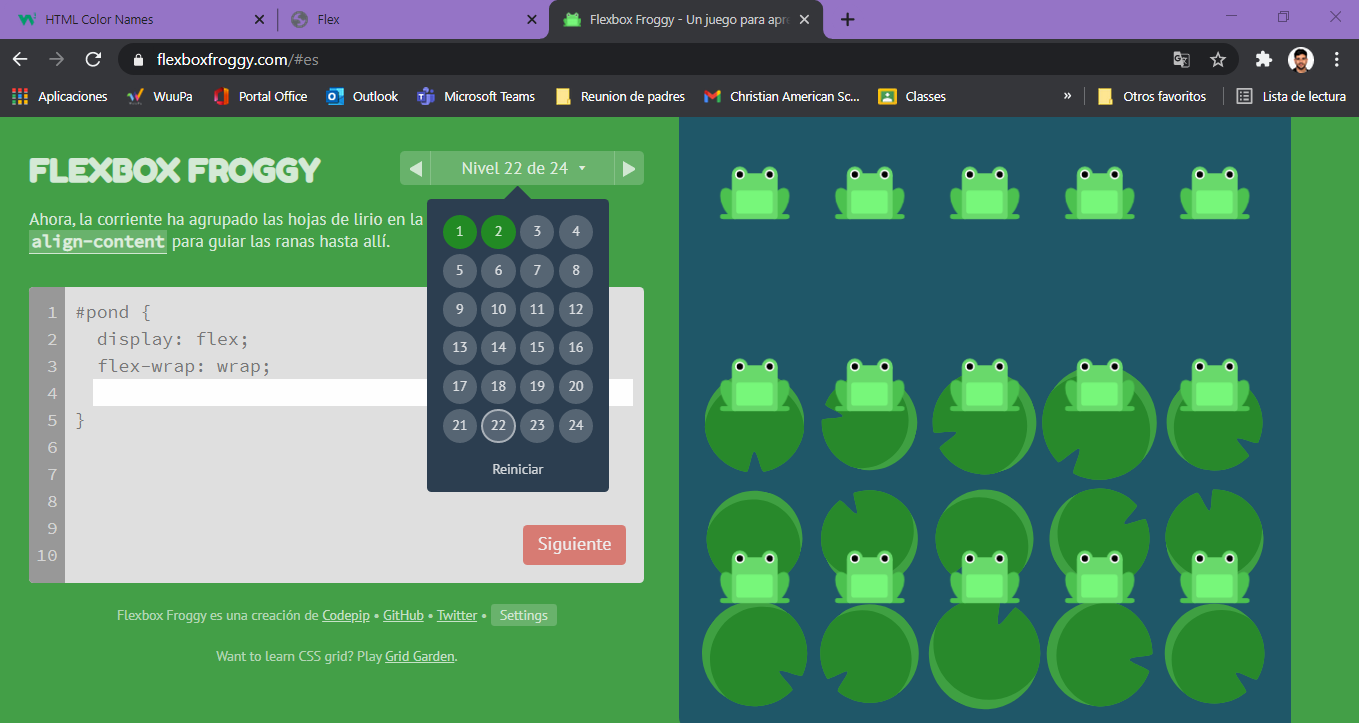 HTML Color Names
Flex
Flexbox Froggy - Un juego para apre
flexboxfroggy.com/#es
Aplicaciones
WuuPa
Portal Office
Outlook
Microsoft Teams
Reunion de padres
Christian American Sc...
Classes
»
Otros favoritos
Lista de lectura
FLEXBOX FROGGY
Nivel 22 de 24
Ahora, la corriente ha agrupado las hojas de lirio en la
align-content para guiar las ranas hasta allí.
1 2 3 4
5 6 7 8
9 10 11 12
13 14 15 16
17 18 19 20
21 22 23 24
Reiniciar
1 #pond {
2 display: flex;
3 flex-wrap: wrap;
4
5 }
6
7
8
9
10
Siguiente
Flexbox Froggy es una creación de Codepip • GitHub • Twitter • Settings
Want to learn CSS grid? Play Grid Garden.